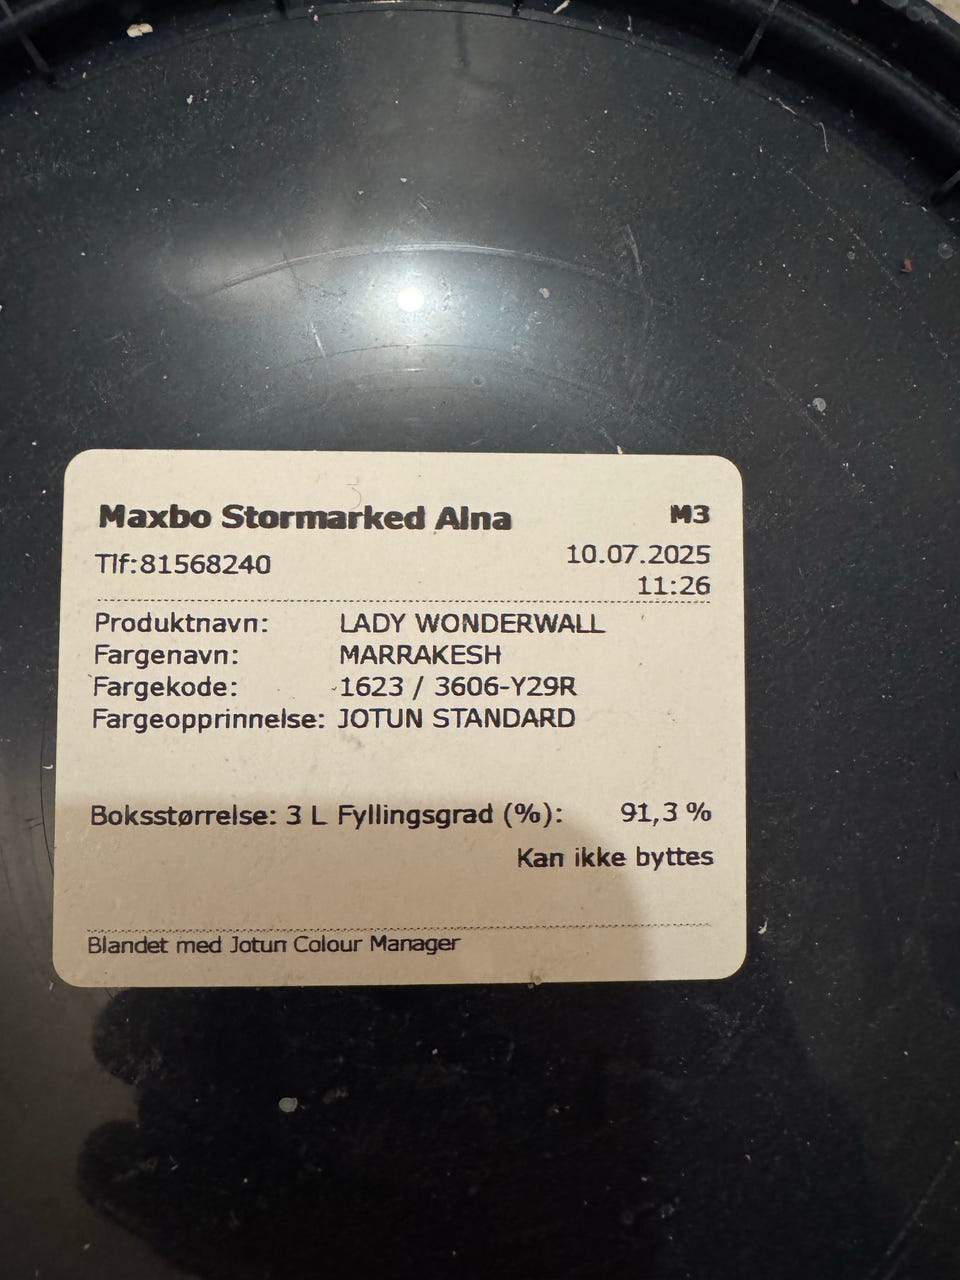 Maxbo Stormarked Alna M3
Tlf:81568240 10.07.2025
11:26
Produktnavn: LADY WONDERWALL
Fargenavn: MARRAKESH
Fargekode: 1623 / 3606-Y29R
Fargeopprinnelse: JOTUN STANDARD
Boksstørrelse: 3 L Fyllingsgrad (%): 91,3 %
Kan ikke byttes
Blandet med Jotun Colour Manager